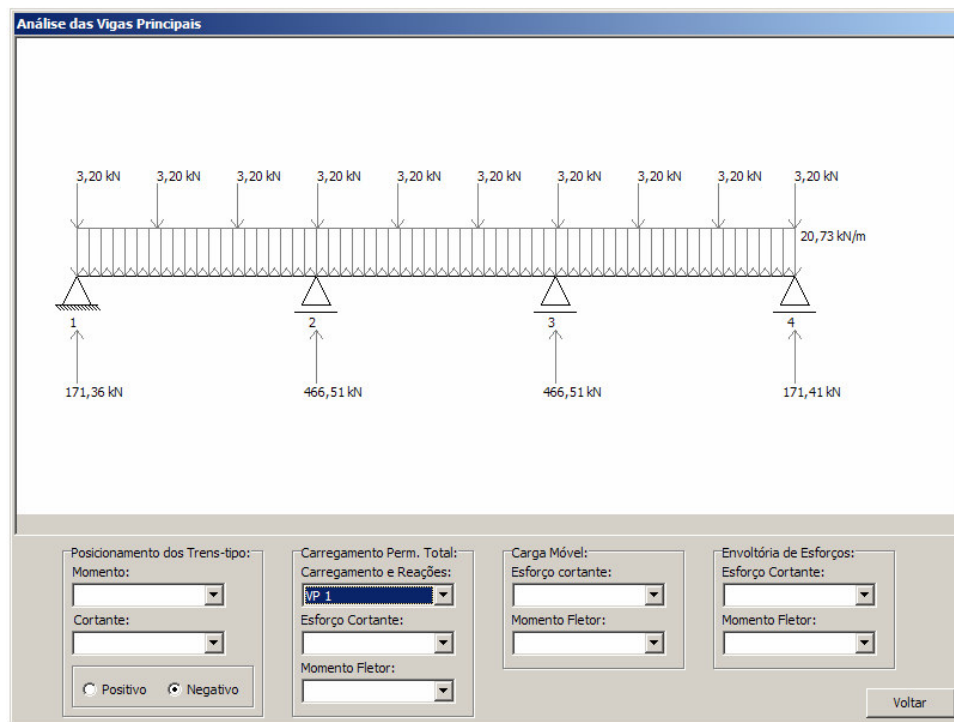 Análise das Vigas Principais
3,20 kN 3,20 kN 3,20 kN 3,20 kN 3,20 kN 3,20 kN 3,20 kN 3,20 kN 3,20 kN 3,20 kN
20,73 kN/m
1 2 3 4
171,36 kN 466,51 kN 466,51 kN 171,41 kN
Posicionamento dos Trens-tipo:
Momento:
Cortante:
Positivo Negativo
Carregamento Perm. Total:
Carregamento e Reações:
VP 1
Esforço Cortante:
Momento Fletor:
Carga Móvel:
Esforço cortante:
Momento Fletor:
Envoltória de Esforços:
Esforço Cortante:
Momento Fletor:
Voltar